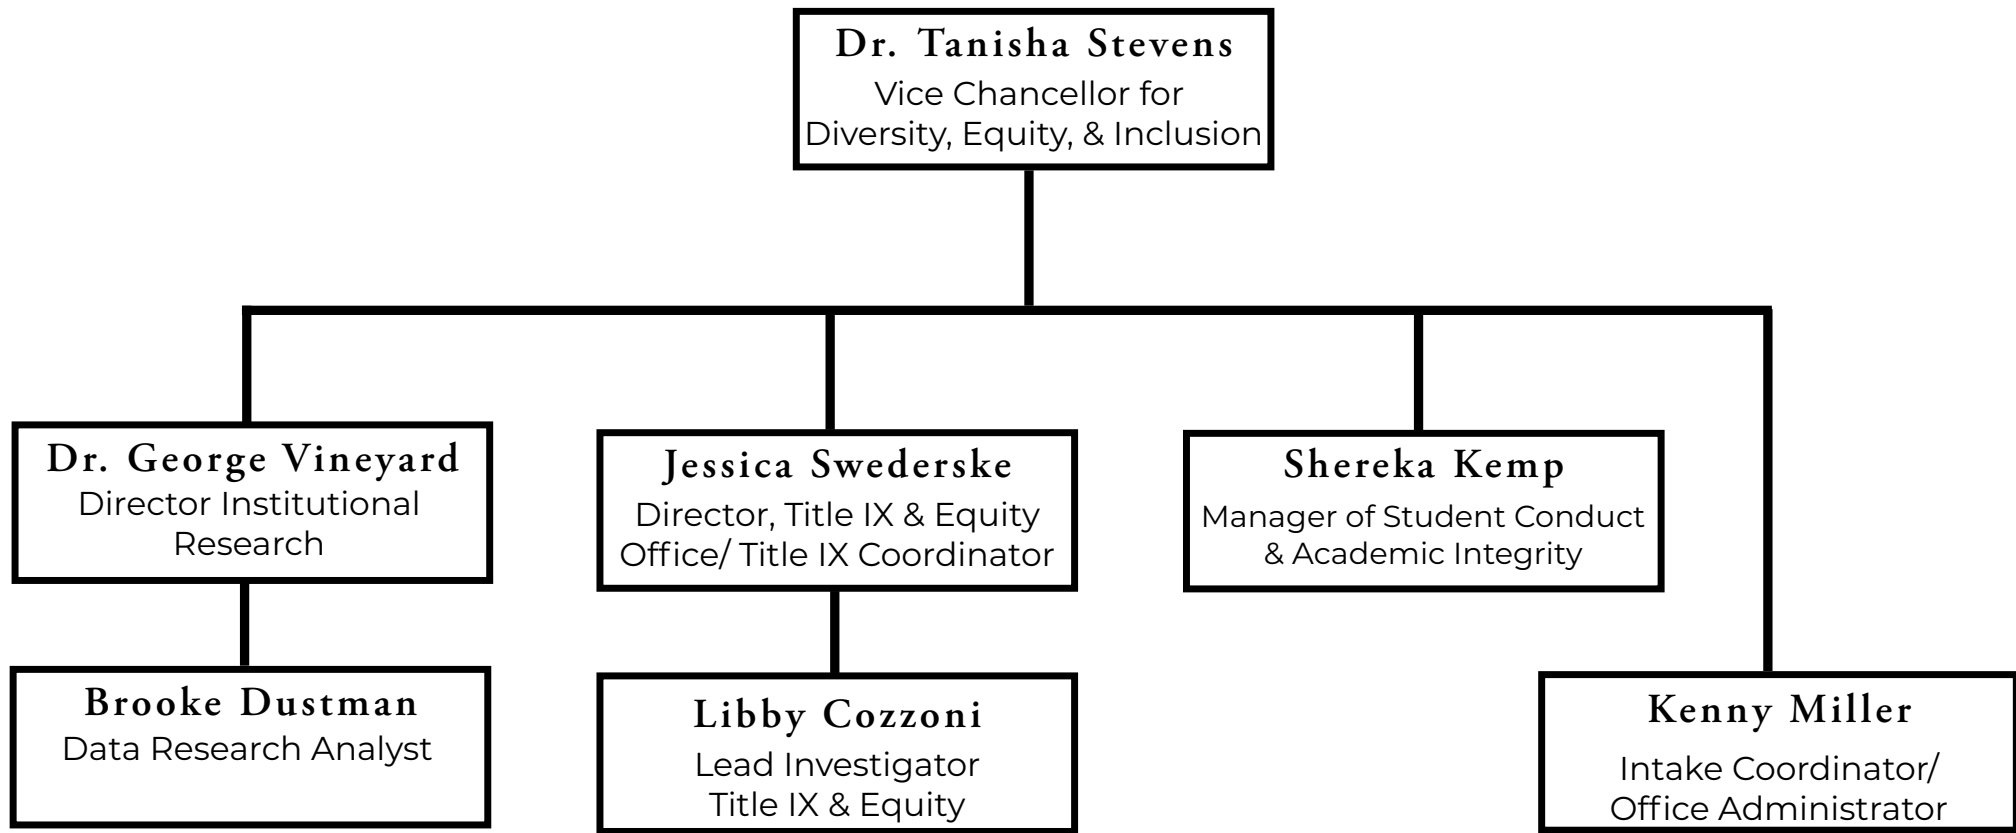 Dr. Tanisha Stevens
Vice Chancellor for
Diversity, Equity, & Inclusion
Dr. George Vineyard
Director Institutional
Research
Jessica Swederske
Director, Title IX & Equity
Office/ Title IX Coordinator
Shereka Kemp
Manager of Student Conduct
& Academic Integrity
Brooke Dustman
Data Research Analyst
Libby Cozzoni
Lead Investigator
Title IX & Equity
Kenny Miller
Intake Coordinator/
Office Administrator